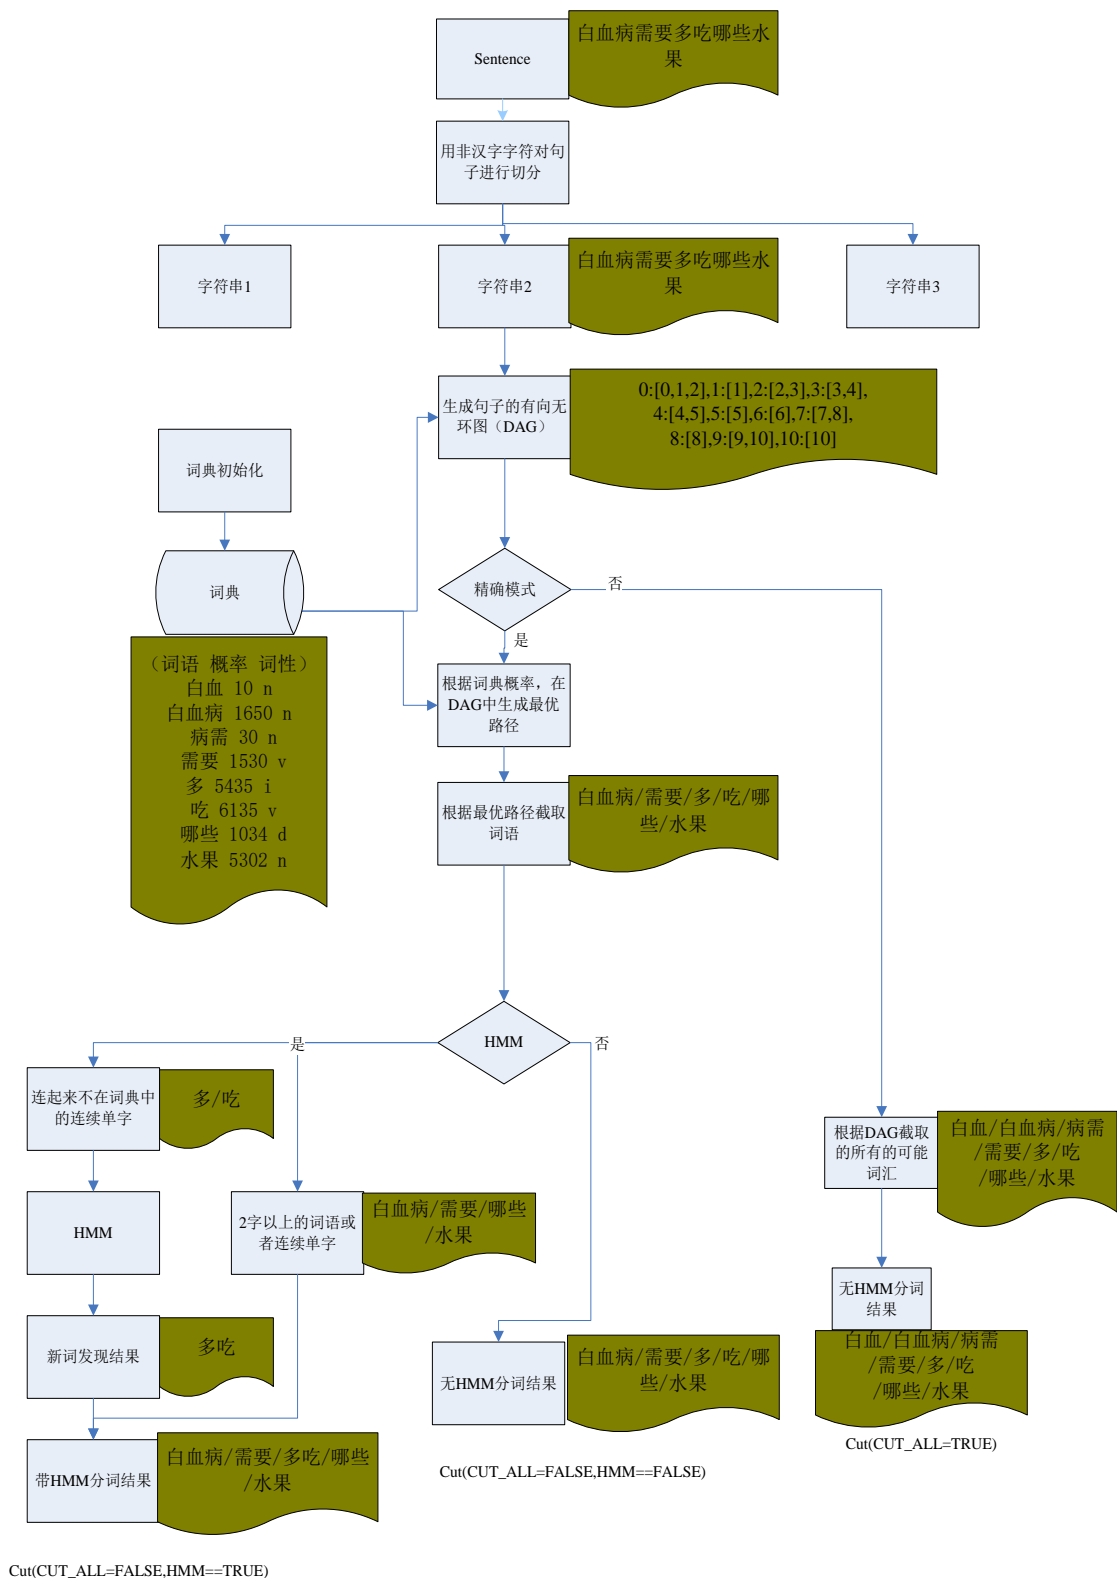 Sentence
白血病需要多吃哪些水
果
用非汉字字符对句
子进行切分
字符串1
字符串2
白血病需要多吃哪些水
果
字符串3
生成句子的有向无
环图（DAG）
0:[0,1,2],1:[1],2:[2,3],3:[3,4],
4:[4,5],5:[5],6:[6],7:[7,8],
8:[8],9:[9,10],10:[10]
词典初始化
词典
（词语 概率 词性）
白血 10 n
白血病 1650 n
病需 30 n
需要 1530 v
多 5435 i
吃 6135 v
哪些 1034 d
水果 5302 n
精确模式
否
是
根据词典概率，在
DAG中生成最优
路径
根据最优路径截取
词语
白血病/需要/多/吃/哪
些/水果
HMM
是
否
连起来不在词典中
的连续单字
多/吃
HMM
2字以上的词语或
者连续单字
白血病/需要/哪些
/水果
新词发现结果
多吃
带HMM分词结果
白血病/需要/多吃/哪些
/水果
Cut(CUT_ALL=FALSE,HMM==TRUE)
无HMM分词结果
白血病/需要/多/吃/哪
些/水果
Cut(CUT_ALL=FALSE,HMM==FALSE)
根据DAG截取
的所有的可能
词汇
白血/白血病/病需
/需要/多/吃
/哪些/水果
无HMM分词
结果
白血/白血病/病需
/需要/多/吃
/哪些/水果
Cut(CUT_ALL=TRUE)